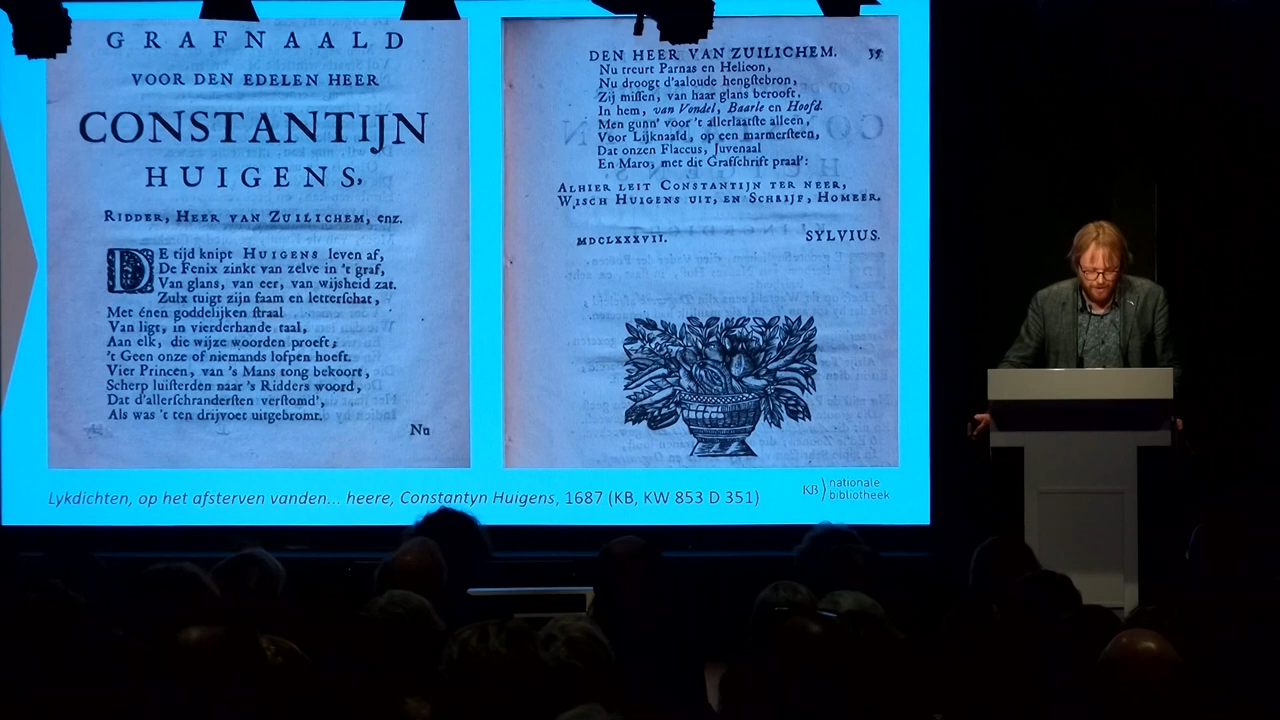 GRAFNAALD
VOOR DEN EDELEN HEER
CONSTANTIJN
HUIGENS,
RIDDER, HEER VAN ZUILICHEM, enz.
DE tijd knipt HUIGENS leven af,
De Fenix zinkt van zelve in 't graf,
Van glans, van eer, van wijsheid zat.
Zulx tuigt zijn faam en letterſchat,
Met énen goddelijken ſtraal
Van ligt, in vierderhande taal,
Aan elk, die wijze woorden proeft;
't Geen onze of niemands lofpen hoeft.
Vier Princen, van 's Mans tong bekoort,
Scherp luiſterden naar 's Ridders woord,
Dat d'allerſchranderſten verſtomd',
Als was 't een drijvoet uitgebromt.
Nu
DEN HEER VAN ZUILICHEM. 35
Nu treurt Parnas en Helicon,
Nu droogt d'aaloude hengſtebron,
Zij miſſen, van haar glans berooft,
In hem, van Vondel, Baarle en Hoofd.
Men gunn' voor 't allerlaatſte alleen,
Voor Lijknaald, op een marmerſteen,
Dat onzen Flaccus, Juvenaal
En Maro, met dit Grafſchrift praal':
ALHIER LEIT CONSTANTIJN TER NEER,
WISCH HUIGENS UIT, EN SCHRIJF, HOMEER.
MDCLXXXVII. SYLVIUS.
Lykdichten, op het afsterven vanden... heere, Constantyn Huigens, 1687 (KB, KW 853 D 351)
KB nationale
bibliotheek